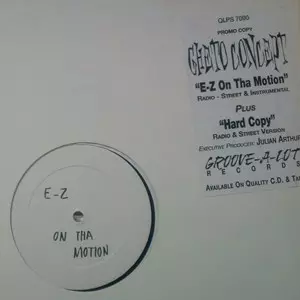 QLPS 7000
PROMO COPY
GHETTO CONCEPT
"E-Z On Tha Motion"
RADIO - STREET & INSTRUMENTAL
PLUS
"Hard Copy"
RADIO & STREET VERSION
EXECUTIVE PRODUCER: JULIAN ARTHUR
GROOVE-A-LOT
RECORDS
AVAILABLE ON QUALITY C.D. &
E-Z
ON THA
MOTION